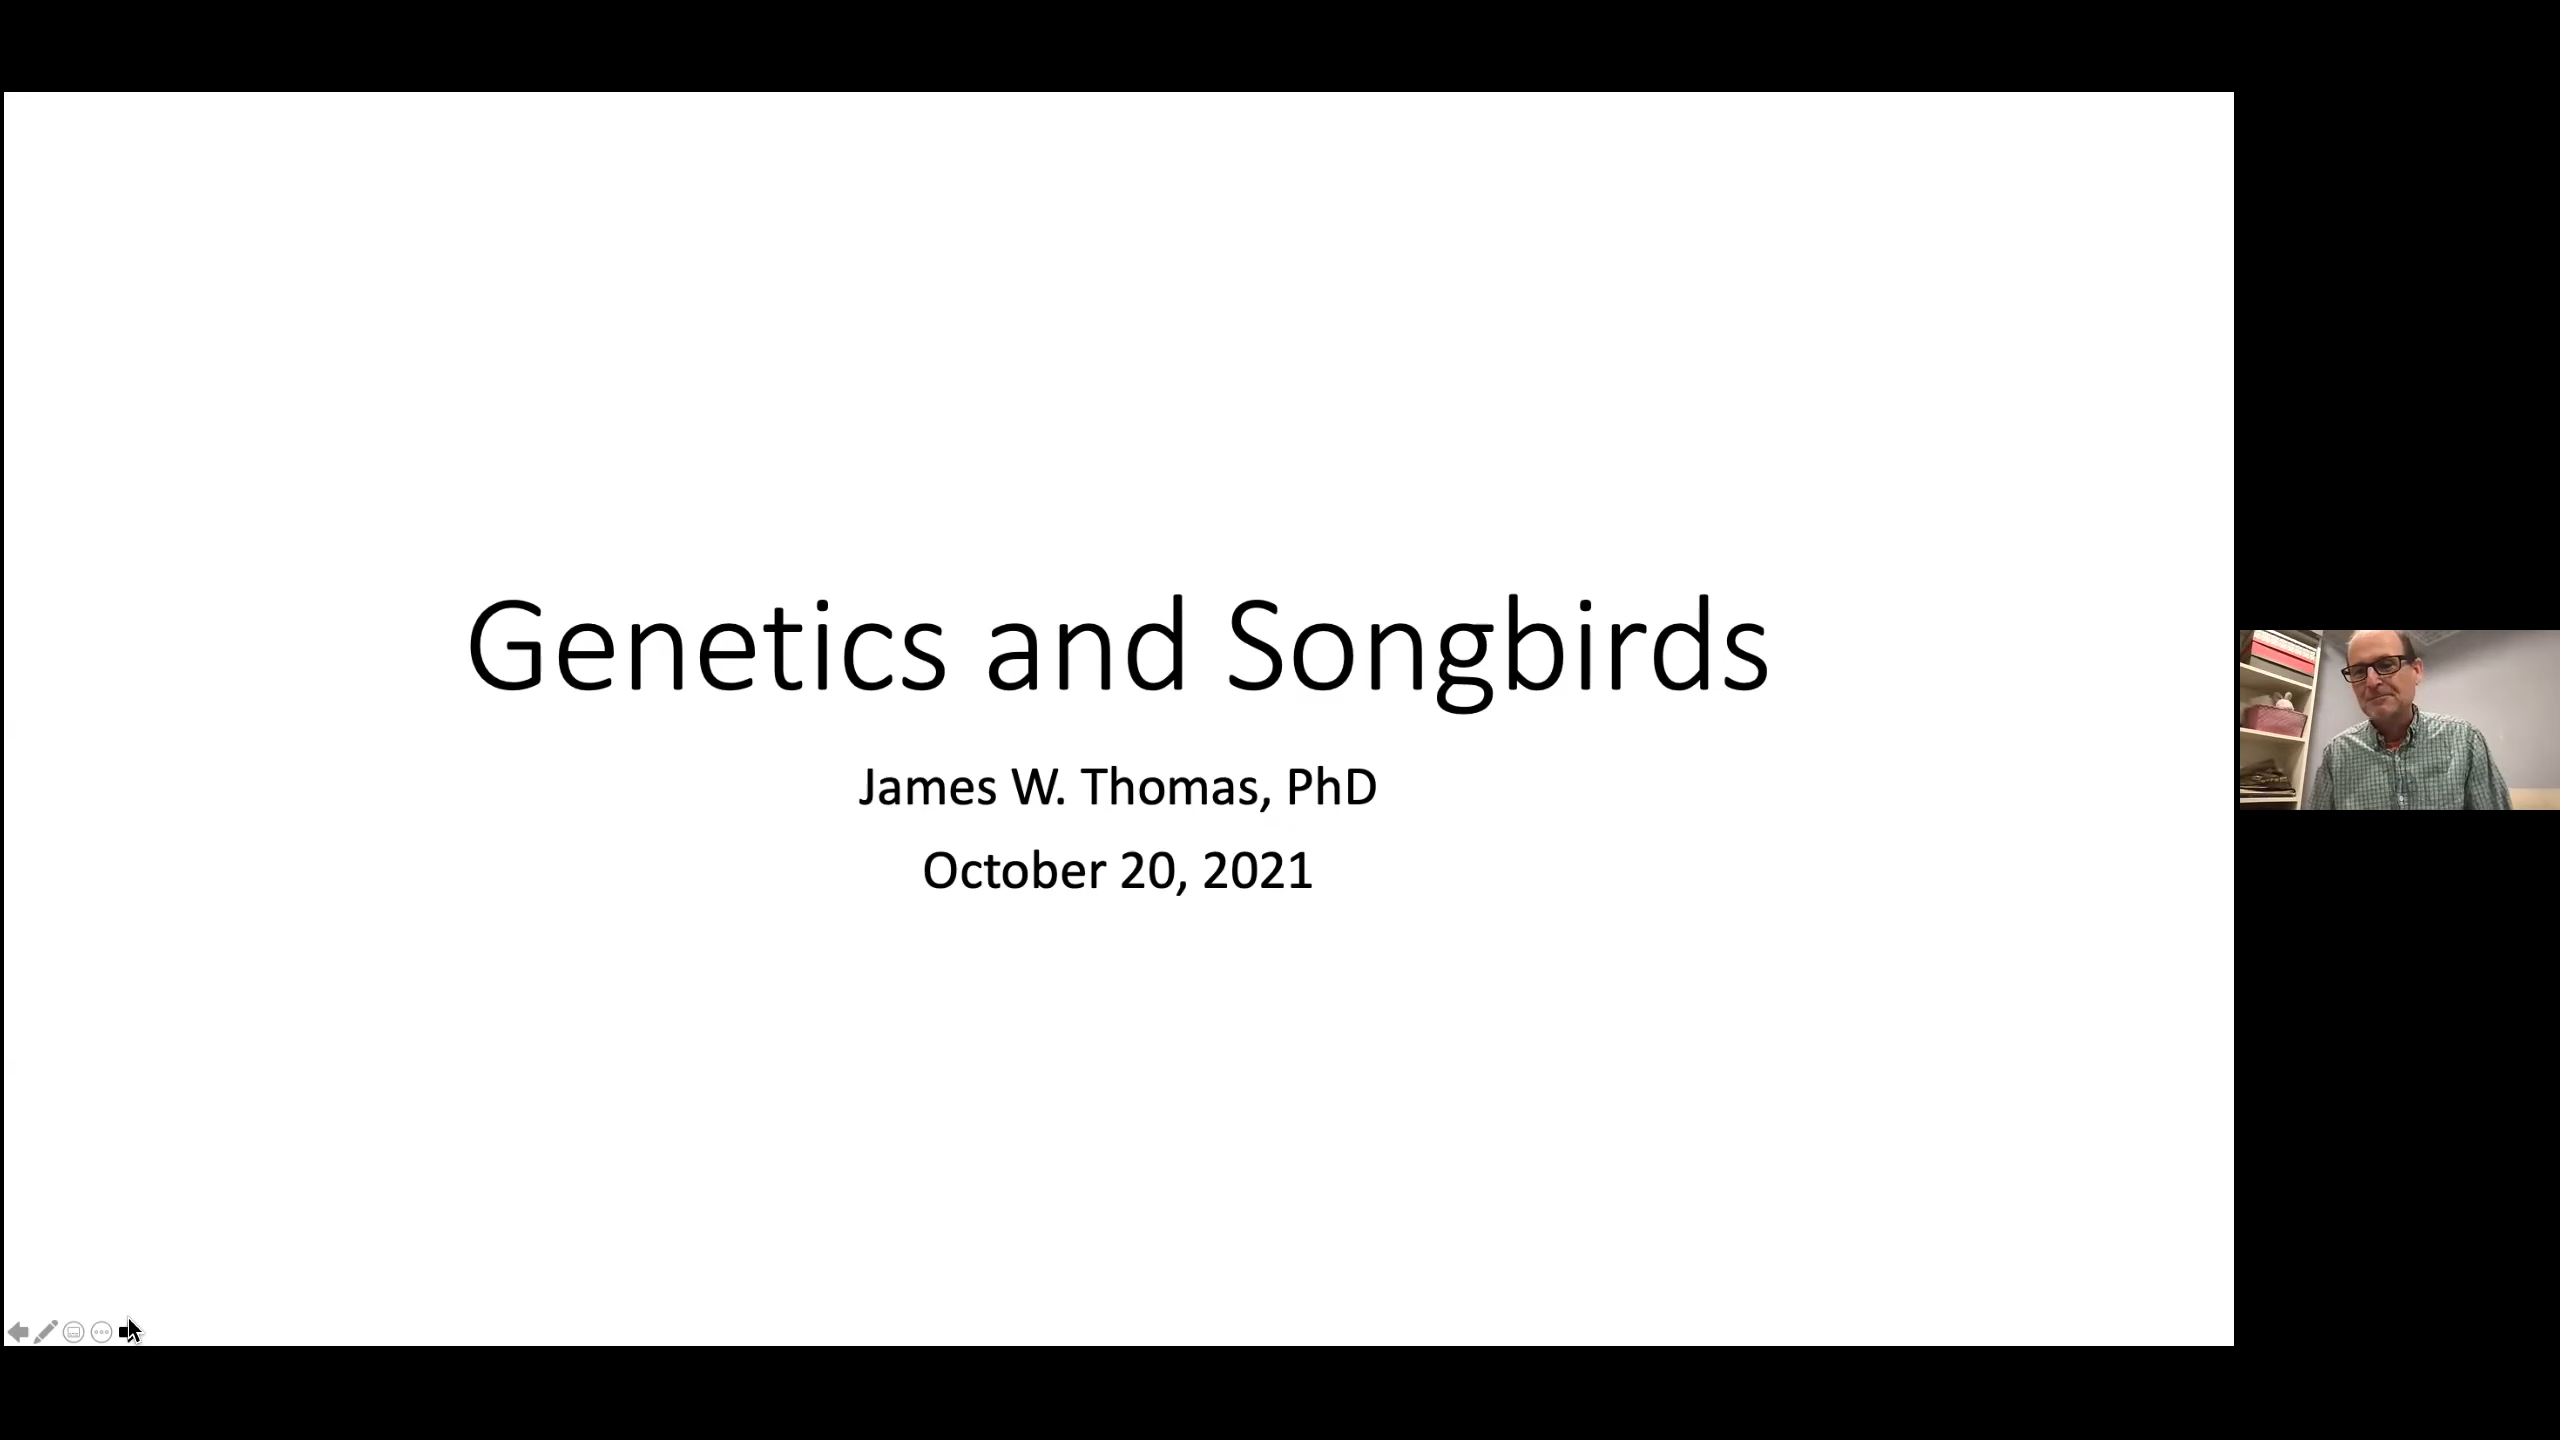 Genetics and Songbirds
James W. Thomas, PhD
October 20, 2021